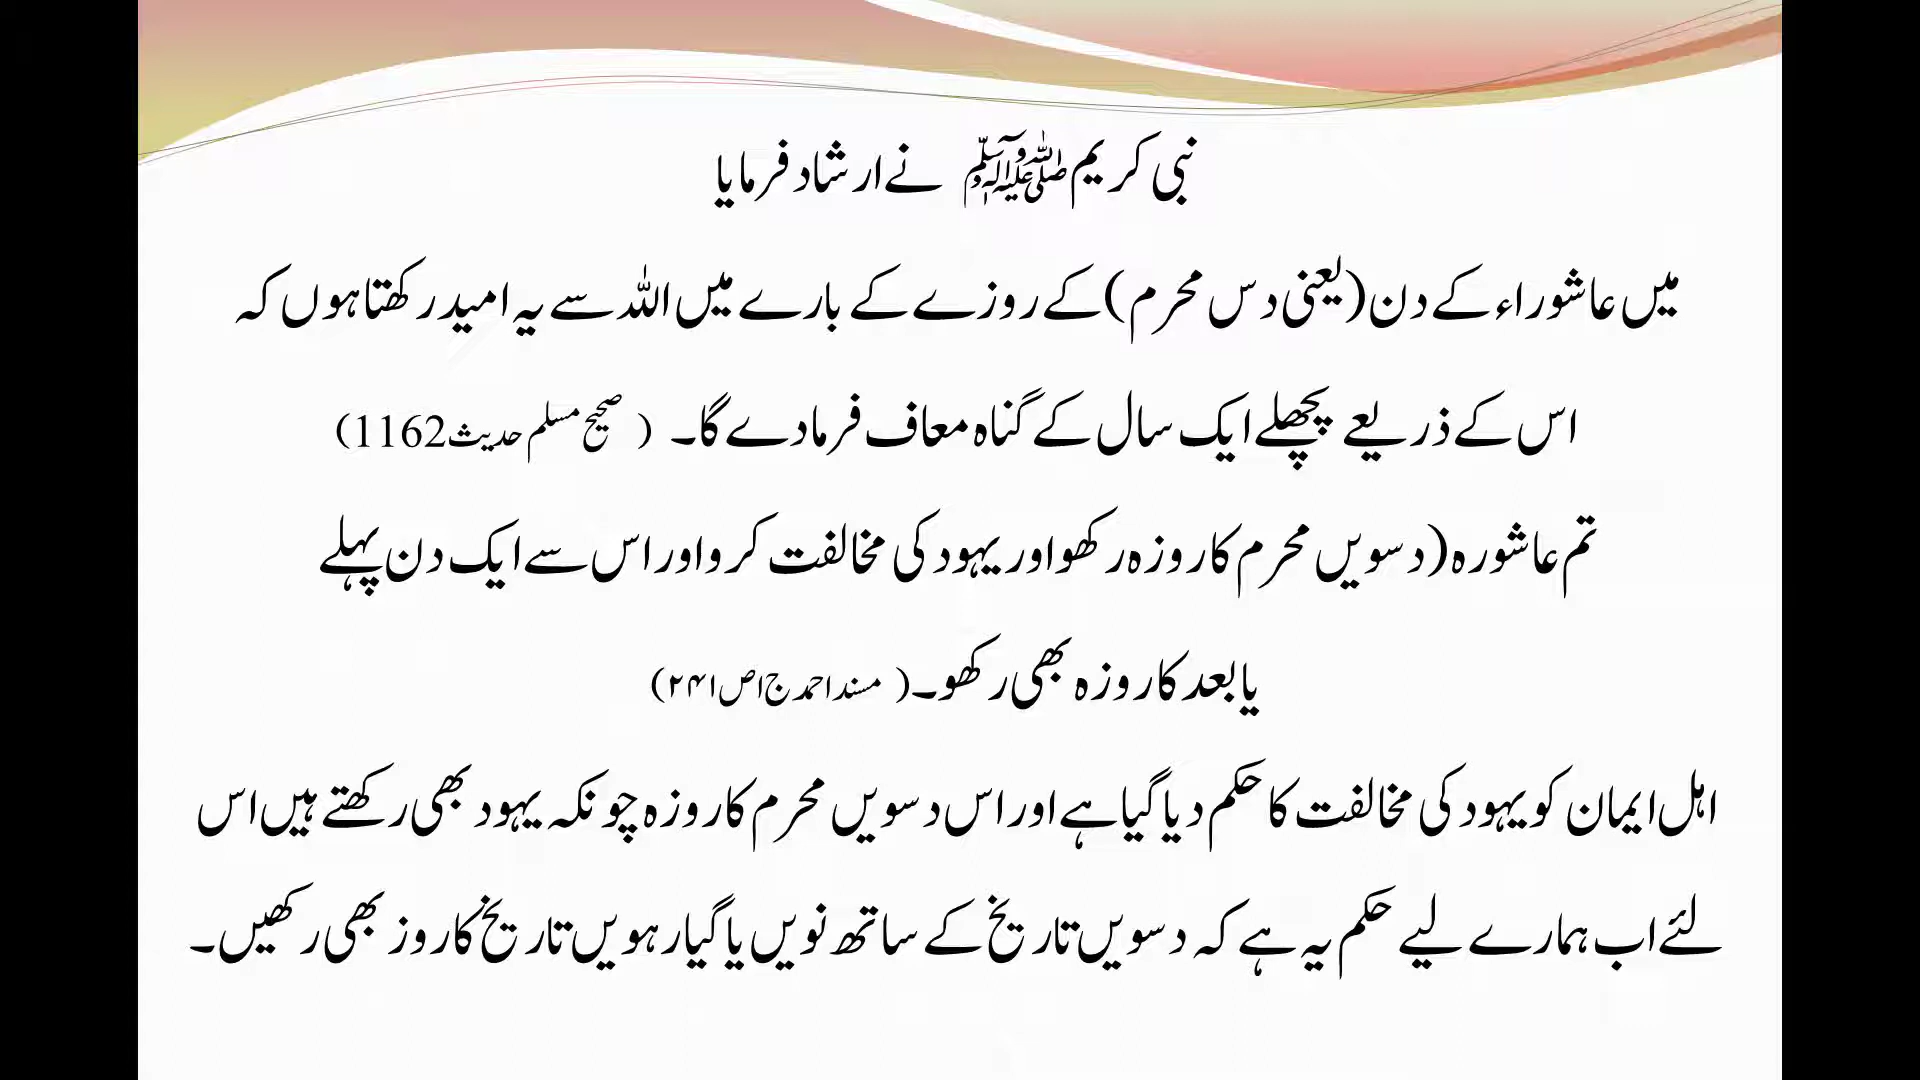 نبی کریم ﷺ نے ارشاد فرمایا
میں عاشوراء کے دن (یعنی دس محرم) کے روزے کے بارے میں اللہ سے یہ امید رکھتا ہوں کہ
اس کے ذریعے پچھلے ایک سال کے گناہ معاف فرمادے گا۔ (صحیح مسلم حدیث 1162)
تم عاشورہ (دسویں محرم کا روزہ رکھو اور یہود کی مخالفت کرو اور اس سے ایک دن پہلے
یا بعد کا روزہ بھی رکھو۔ (مسند احمد ج۱ص۲۴۱)
اہل ایمان کو یہود کی مخالفت کا حکم دیا گیا ہے اور اس دسویں محرم کا روزہ چونکہ یہود بھی رکھتے ہیں اس
لئے اب ہمارے لیے حکم یہ ہے کہ دسویں تاریخ کے ساتھ نویں یا گیارہویں تاریخ کا روز بھی رکھیں۔